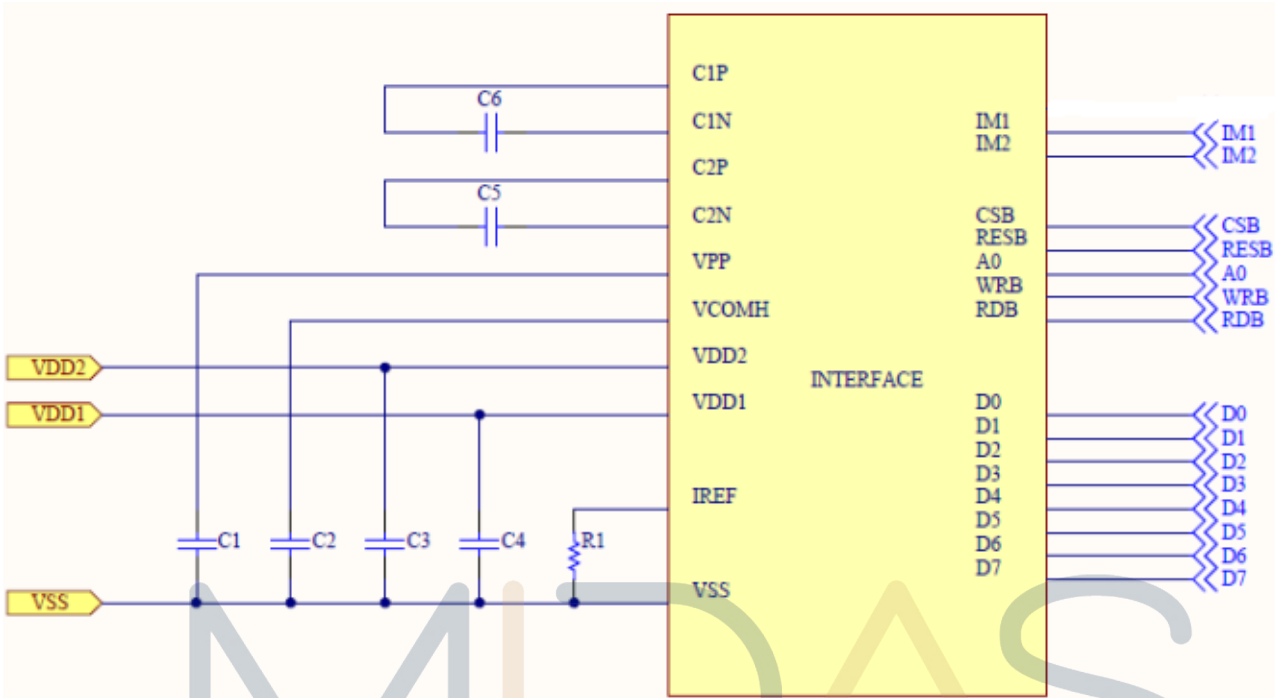 C1P
C6
C1N IM1 IM1
IM2 IM2
C2P
C5
C2N CSB CSB
RESB RESB
VPP A0 A0
WRB WRB
VCOMH RDB RDB
VDD2 VDD2
INTERFACE
VDD1 VDD1 D0 D0
D1 D1
D2 D2
D3 D3
IREF D4 D4
D5 D5
C1 C2 C3 C4 R1 D6 D6
D7 D7
VSS VSS
MIDAS